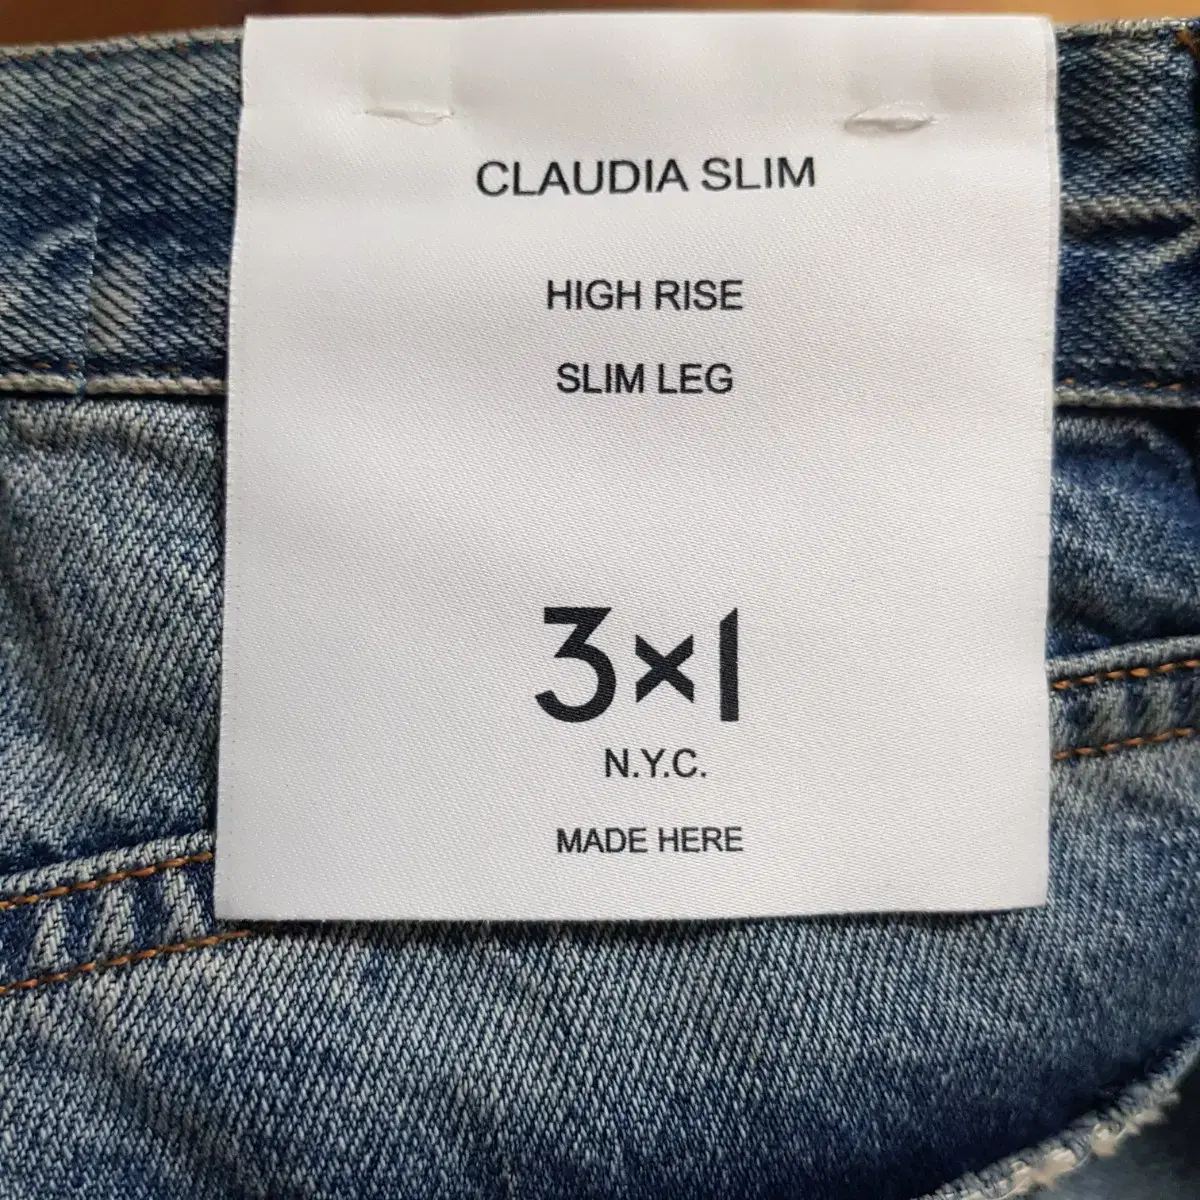 CLAUDIA SLIM
HIGH RISE
SLIM LEG
3×1
N.Y.C.
MADE HERE